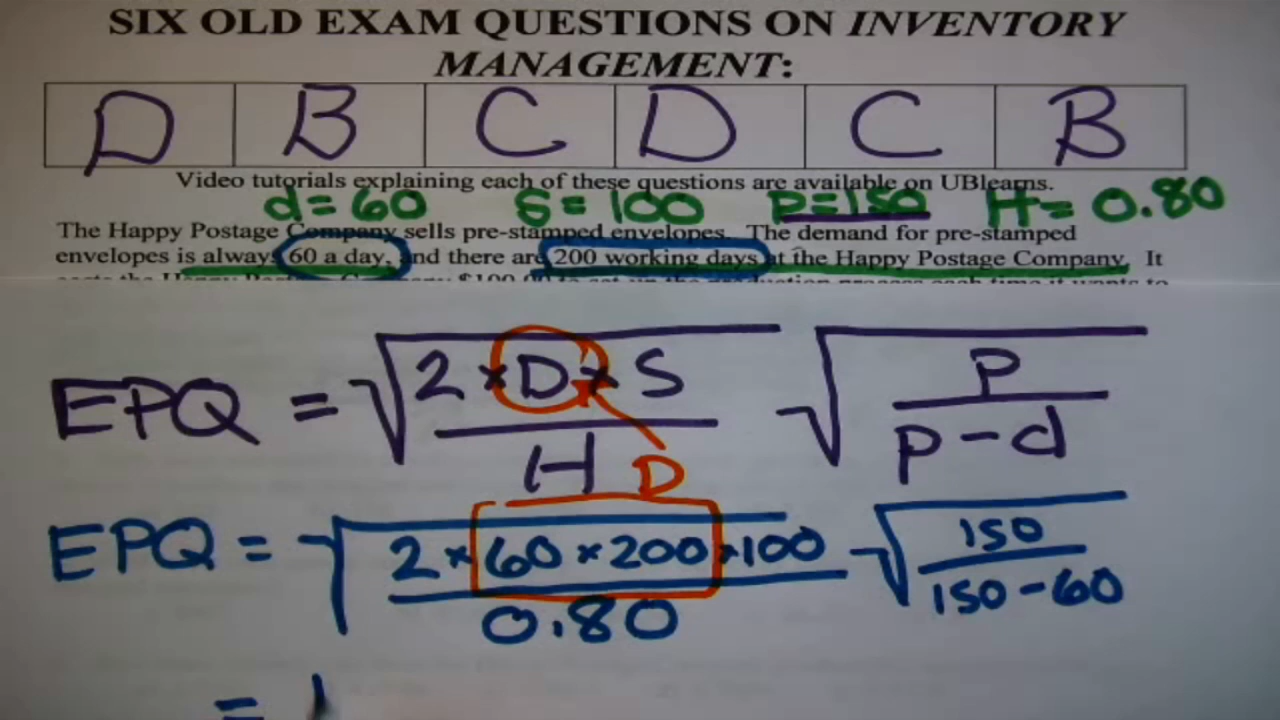 SIX OLD EXAM QUESTIONS ON INVENTORY
MANAGEMENT:
D B C D C B
Video tutorials explaining each of these questions are available on UBlearns.
d=60 S=100 p=150 H=0.80
The Happy Postage Company sells pre-stamped envelopes. The demand for pre-stamped
envelopes is always 60 a day, and there are 200 working days at the Happy Postage Company. It
EPQ = √ 2 × D × S / H √ p / p - d
D
EPQ = √ 2 × 60 × 200 × 100 / 0.80 √ 150 / 150 - 60
=